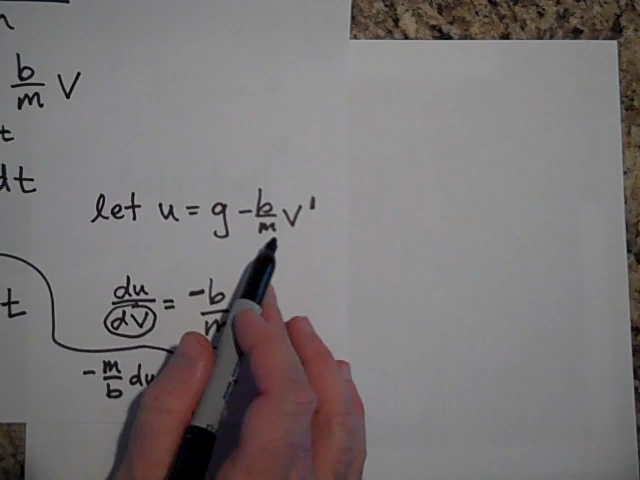 b/m v
t
dt
let u = g - b/m v'
du/dv = -b/m
t
-m/b du